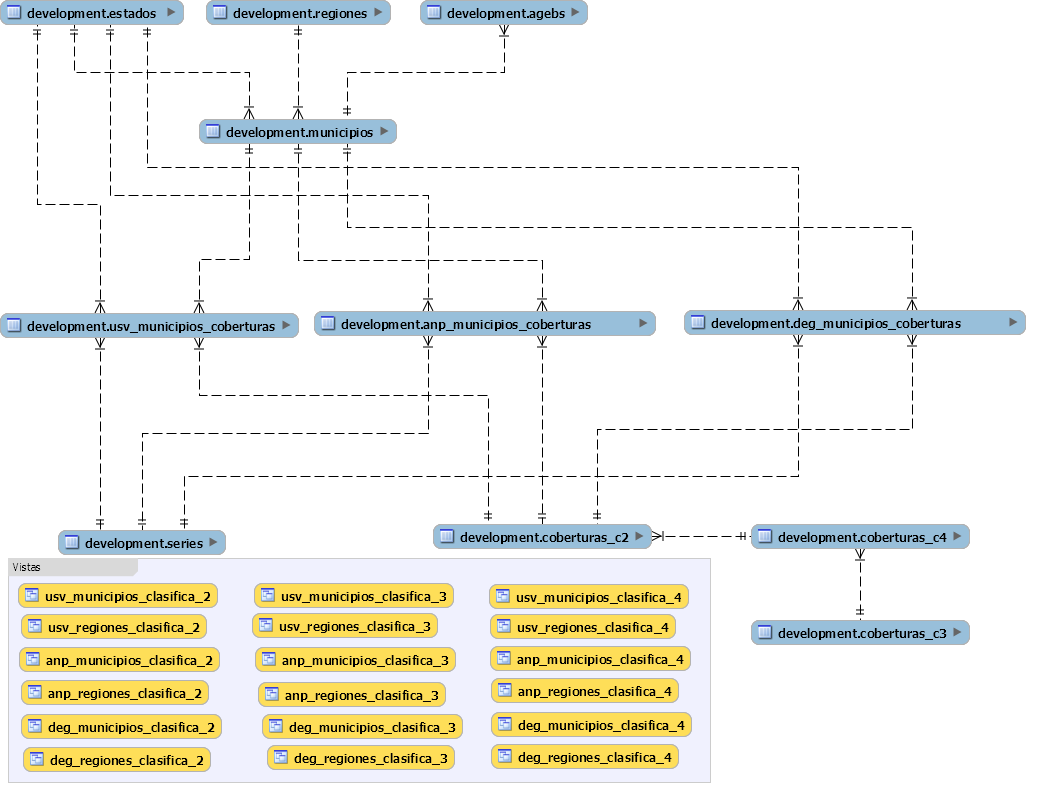 development.estados
development.regiones
development.agebs
development.municipios
development.usv_municipios_coberturas
development.anp_municipios_coberturas
development.deg_municipios_coberturas
development.series
development.coberturas_c2
development.coberturas_c4
development.coberturas_c3
Vistas
usv_municipios_clasifica_2
usv_municipios_clasifica_3
usv_municipios_clasifica_4
usv_regiones_clasifica_2
usv_regiones_clasifica_3
usv_regiones_clasifica_4
anp_municipios_clasifica_2
anp_municipios_clasifica_3
anp_municipios_clasifica_4
anp_regiones_clasifica_2
anp_regiones_clasifica_3
anp_regiones_clasifica_4
deg_municipios_clasifica_2
deg_municipios_clasifica_3
deg_municipios_clasifica_4
deg_regiones_clasifica_2
deg_regiones_clasifica_3
deg_regiones_clasifica_4